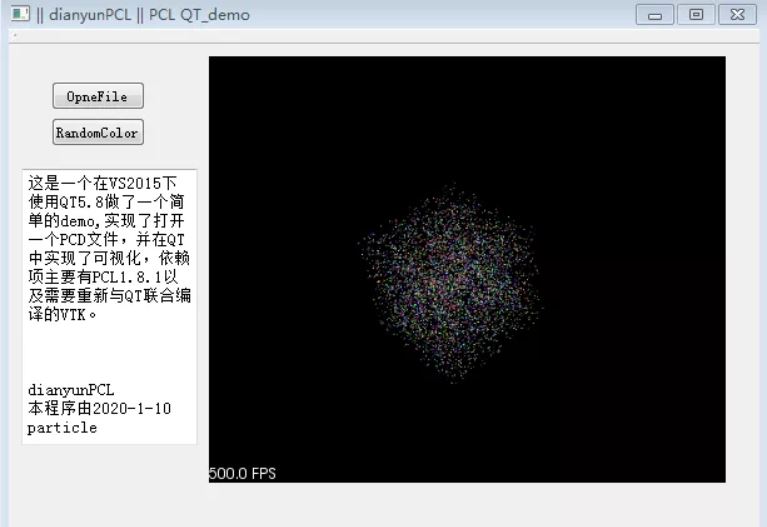 || dianyunPCL || PCL QT_demo
OpneFile
RandomColor
这是一个在VS2015下
使用QT5.8做了一个简
单的demo,实现了打开
一个PCD文件，并在QT
中实现了可视化，依赖
项主要有PCL1.8.1以
及需要重新与QT联合编
译的VTK。
dianyunPCL
本程序由2020-1-10
particle
500.0 FPS